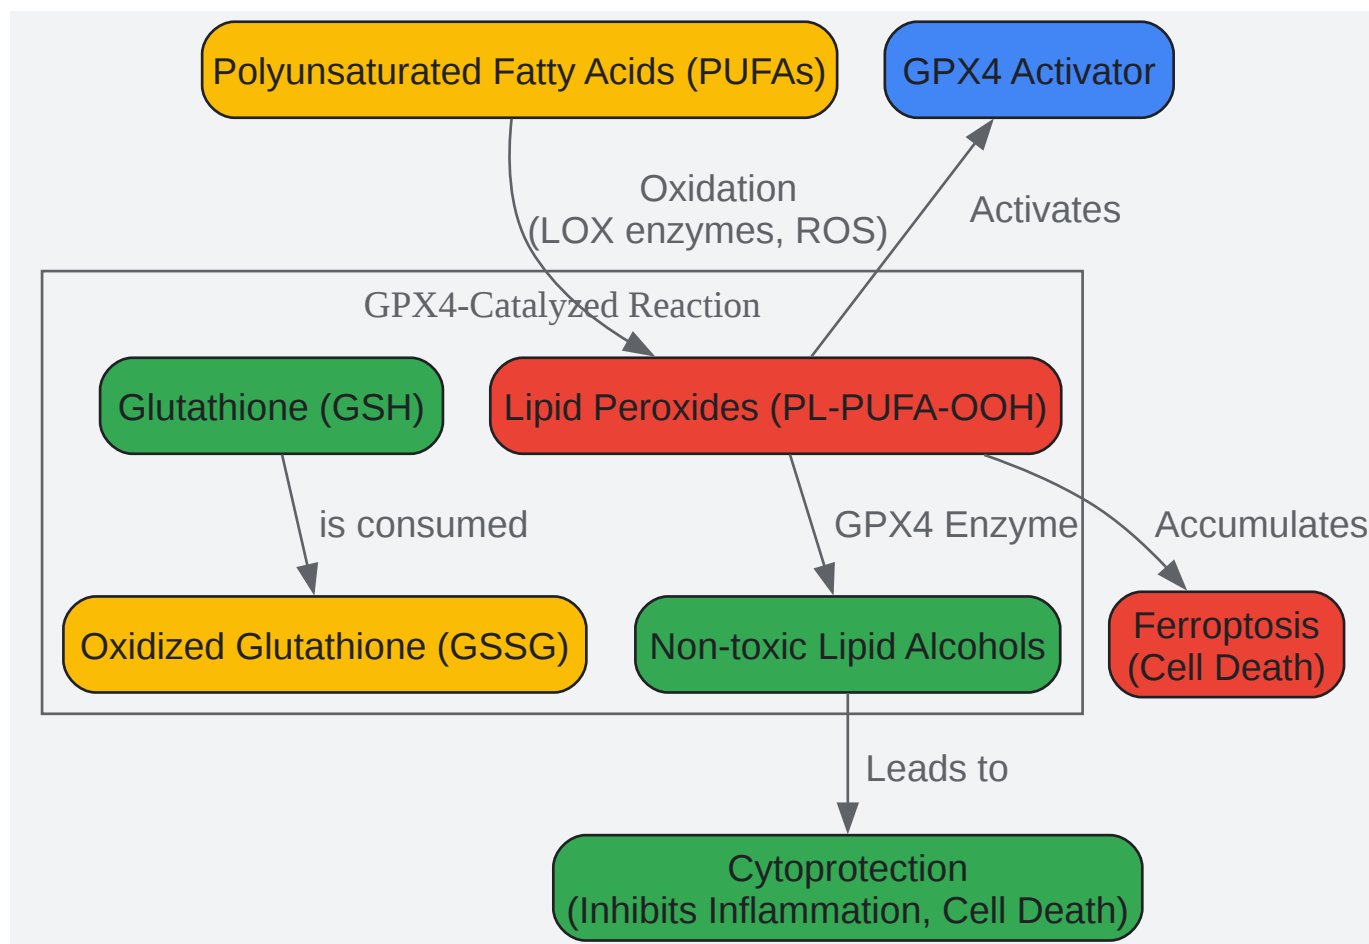 Polyunsaturated Fatty Acids (PUFAs)
GPX4 Activator
Oxidation
(LOX enzymes, ROS)
Activates
GPX4-Catalyzed Reaction
Glutathione (GSH)
Lipid Peroxides (PL-PUFA-OOH)
is consumed
GPX4 Enzyme
Accumulates
Oxidized Glutathione (GSSG)
Non-toxic Lipid Alcohols
Ferroptosis
(Cell Death)
Leads to
Cytoprotection
(Inhibits Inflammation, Cell Death)